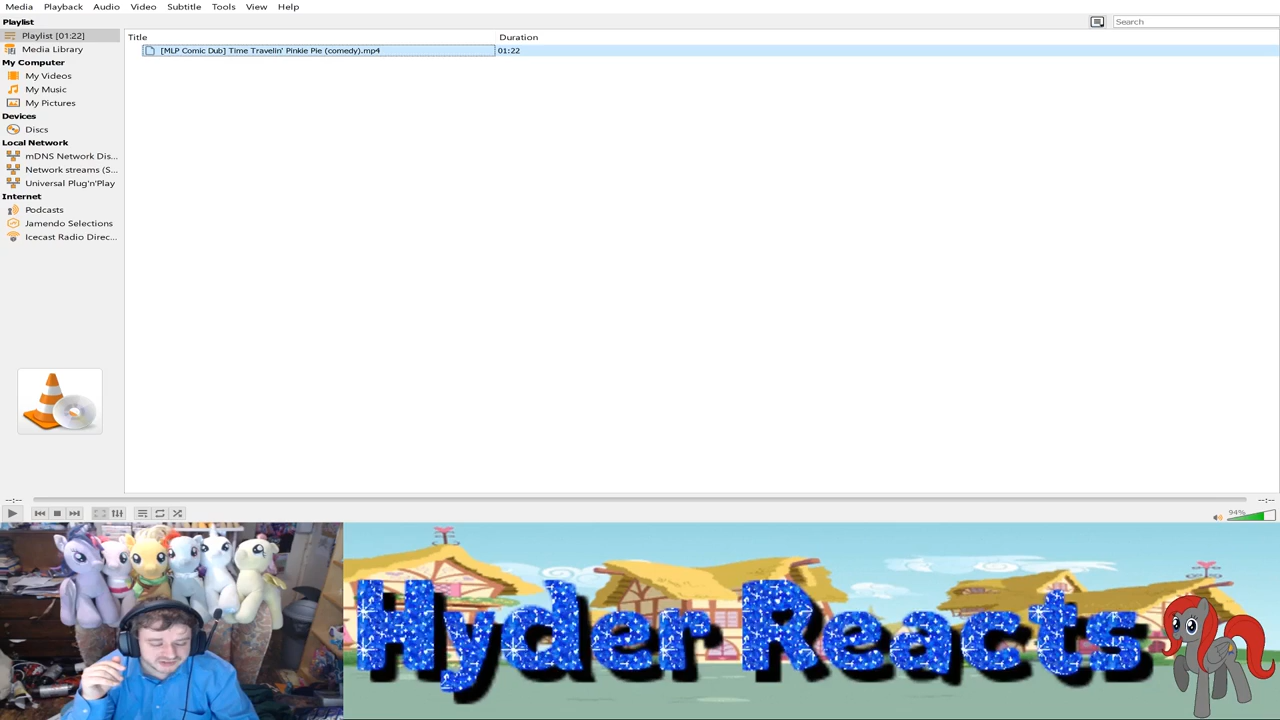 Media Playback Audio Video Subtitle Tools View Help
Playlist
Search
Playlist [01:22]
Title Duration
[MLP Comic Dub] Time Travelin' Pinkie Pie (comedy).mp4 01:22
Media Library
My Computer
My Videos
My Music
My Pictures
Devices
Discs
Local Network
mDNS Network Dis...
Network streams (S...
Universal Plug'n'Play
Internet
Podcasts
Jamendo Selections
Icecast Radio Direc...
--:-- --:--
94%
Hyder Reacts